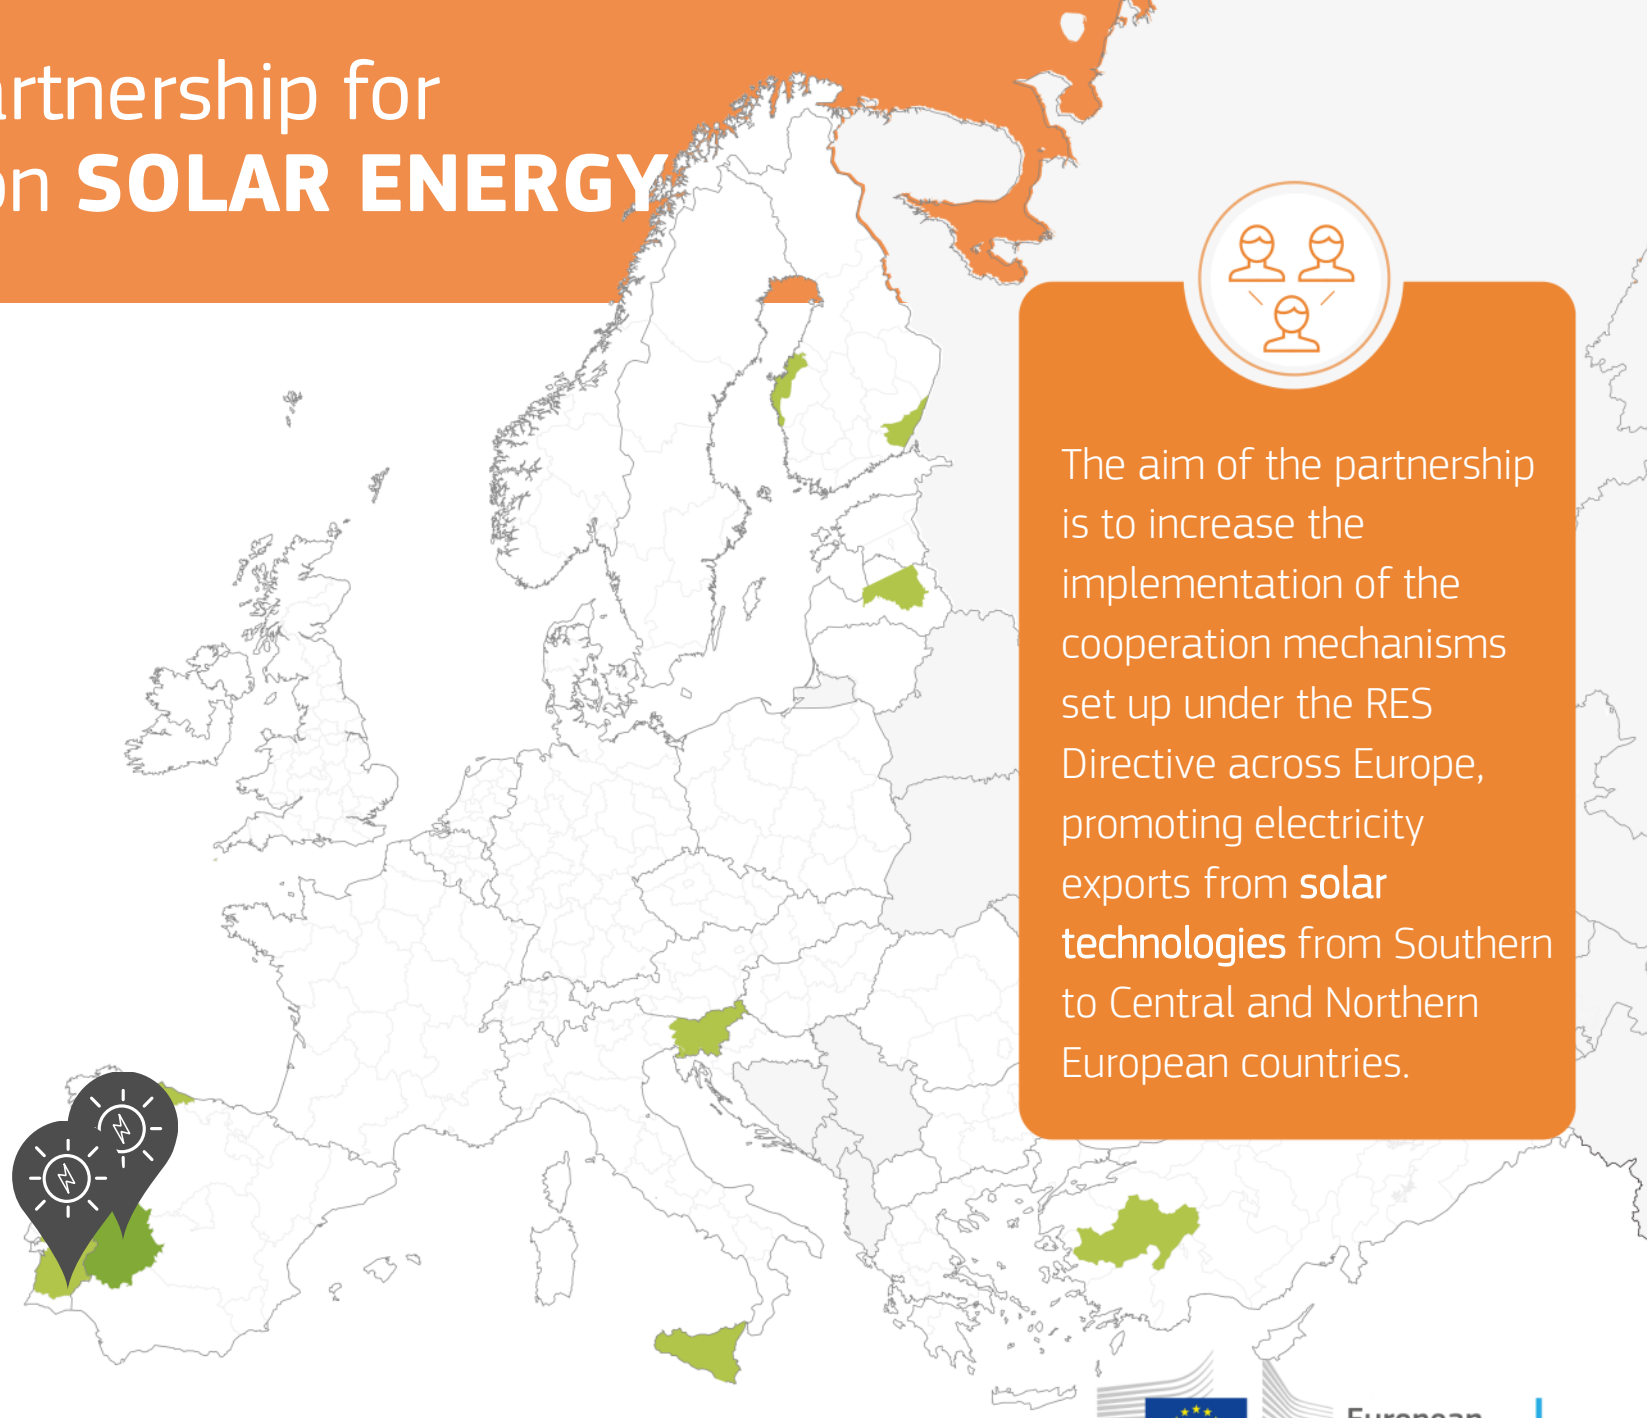 artnership for
on SOLAR ENERGY
The aim of the partnership
is to increase the
implementation of the
cooperation mechanisms
set up under the RES
Directive across Europe,
promoting electricity
exports from solar
technologies from Southern
to Central and Northern
European countries.
European